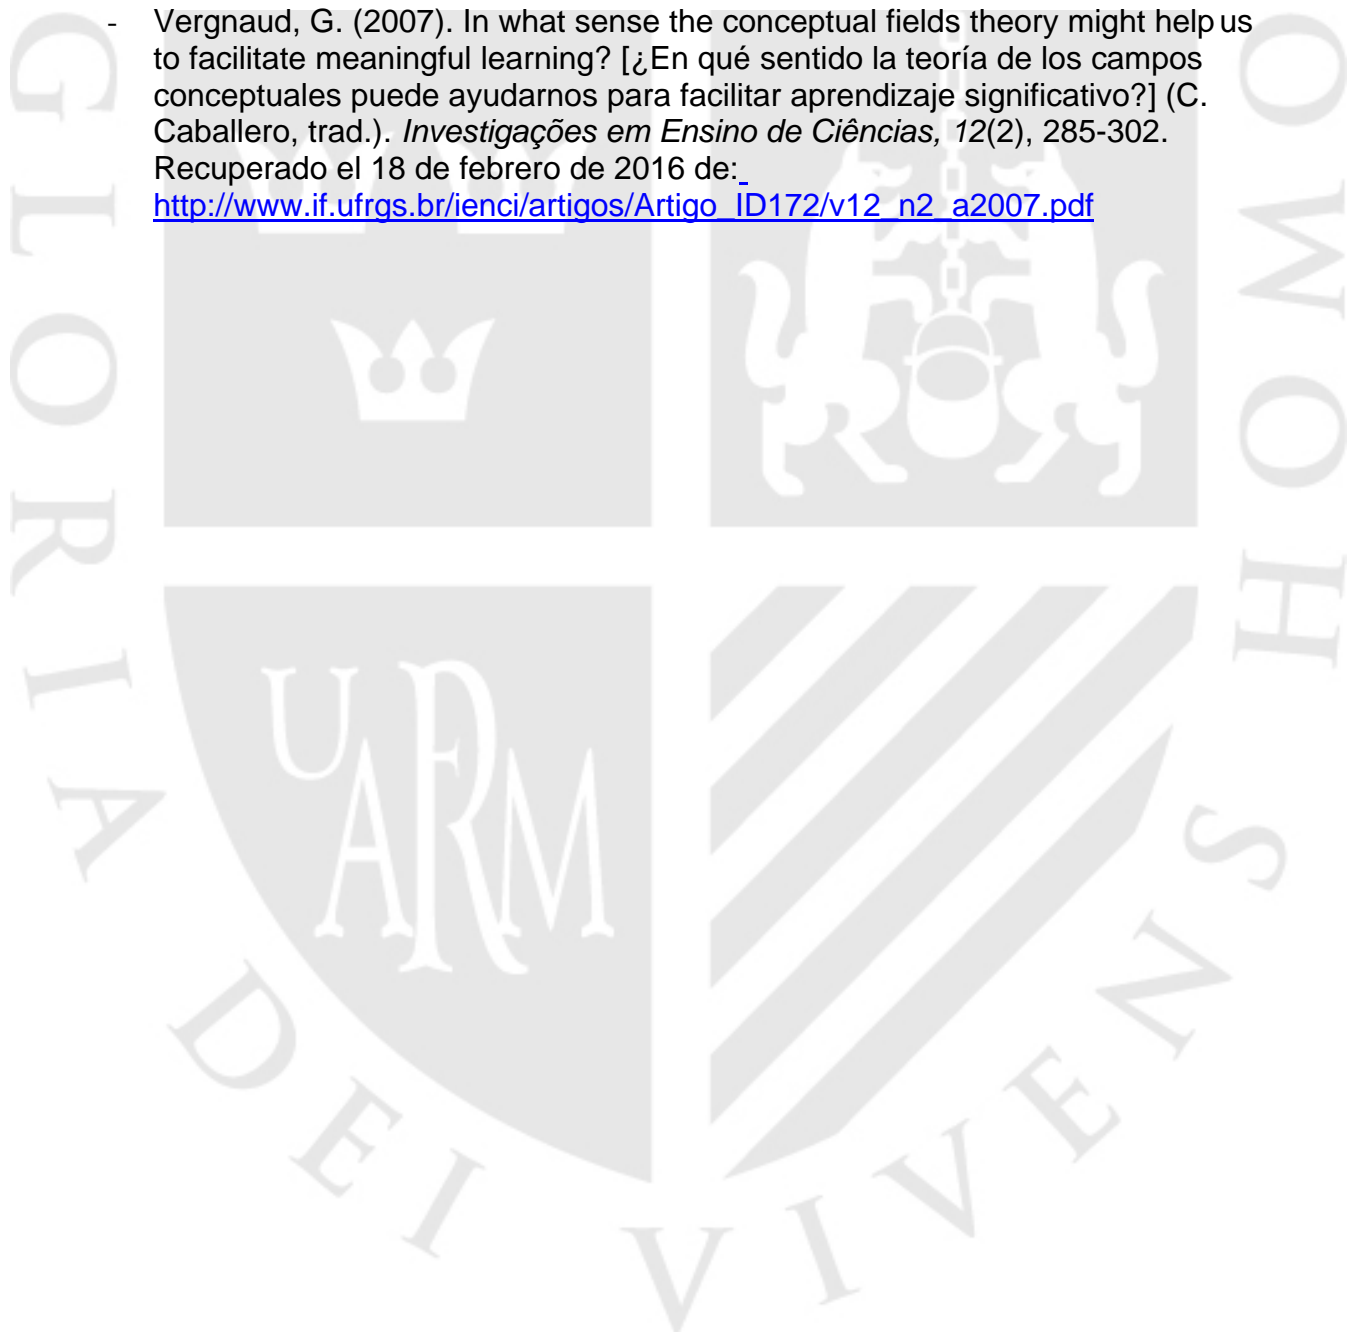 - Vergnaud, G. (2007). In what sense the conceptual fields theory might help us
to facilitate meaningful learning? [¿En qué sentido la teoría de los campos
conceptuales puede ayudarnos para facilitar aprendizaje significativo?] (C.
Caballero, trad.). Investigações em Ensino de Ciências, 12(2), 285-302.
Recuperado el 18 de febrero de 2016 de:
http://www.if.ufrgs.br/ienci/artigos/Artigo_ID172/v12_n2_a2007.pdf
GLORIA DEI VIVENS HOMO
UARM